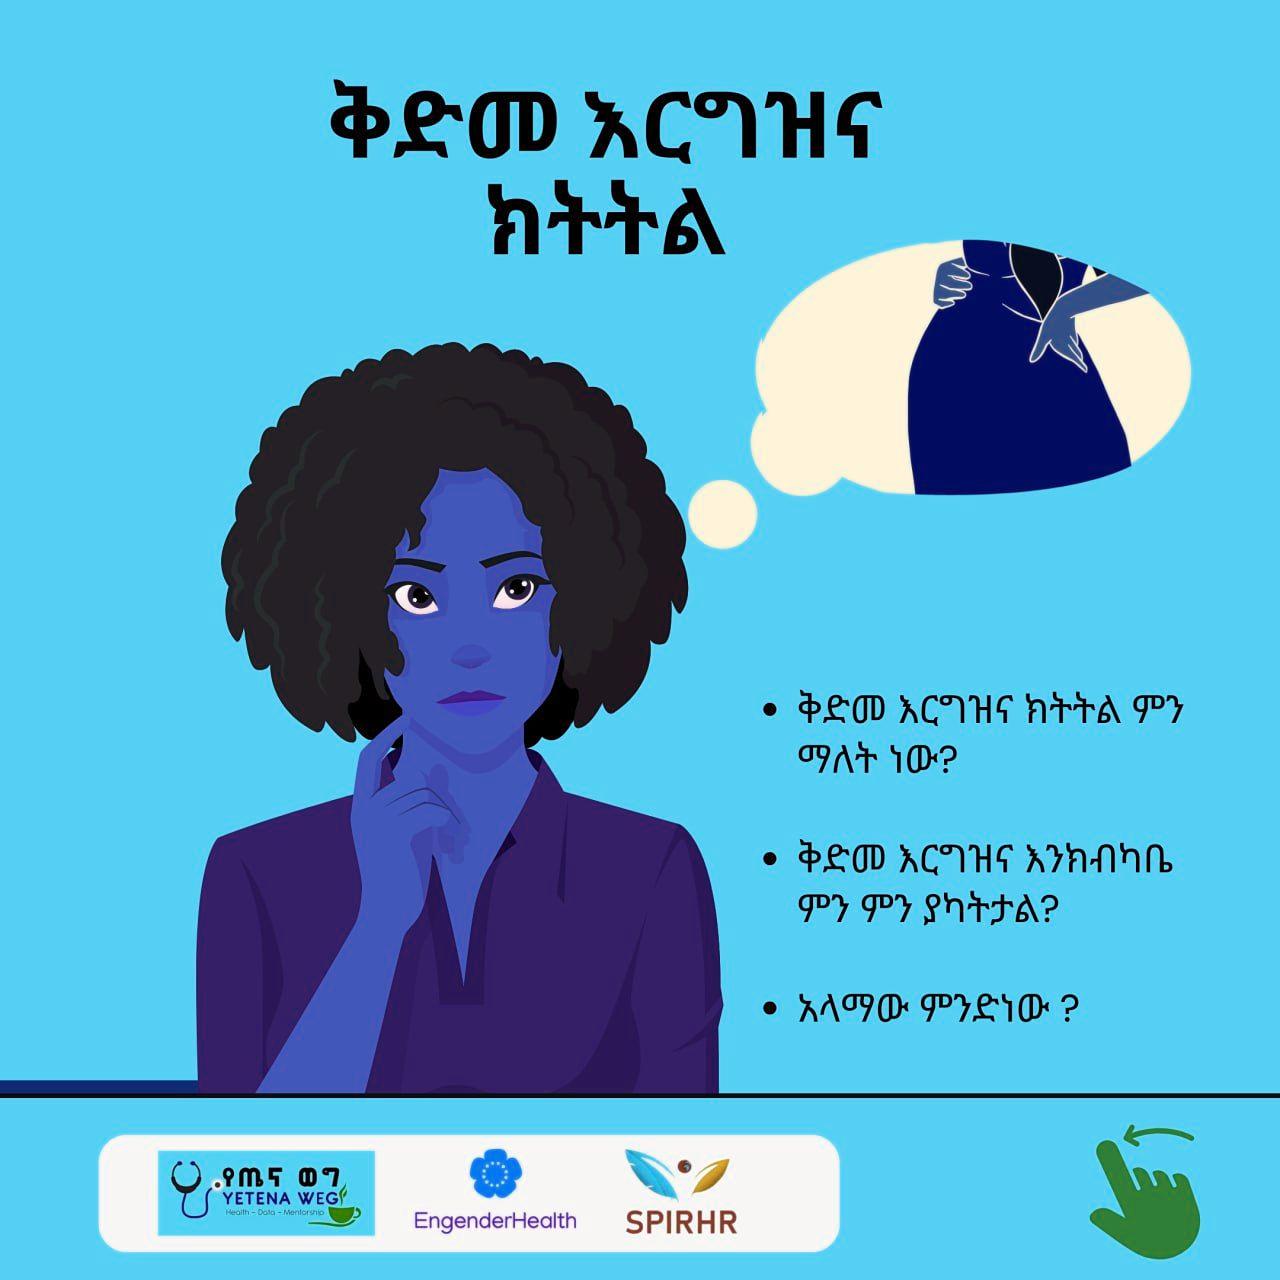 ቅድመ እርግዝና
ክትትል
• ቅድመ እርግዝና ክትትል ምን
ማለት ነው?
• ቅድመ እርግዝና እንክብካቤ
ምን ምን ያካትታል?
• አላማው ምንድነው ?
የጤና ወግ
YETENA WEG
Health - Data - Mentorship
EngenderHealth
SPIRHR